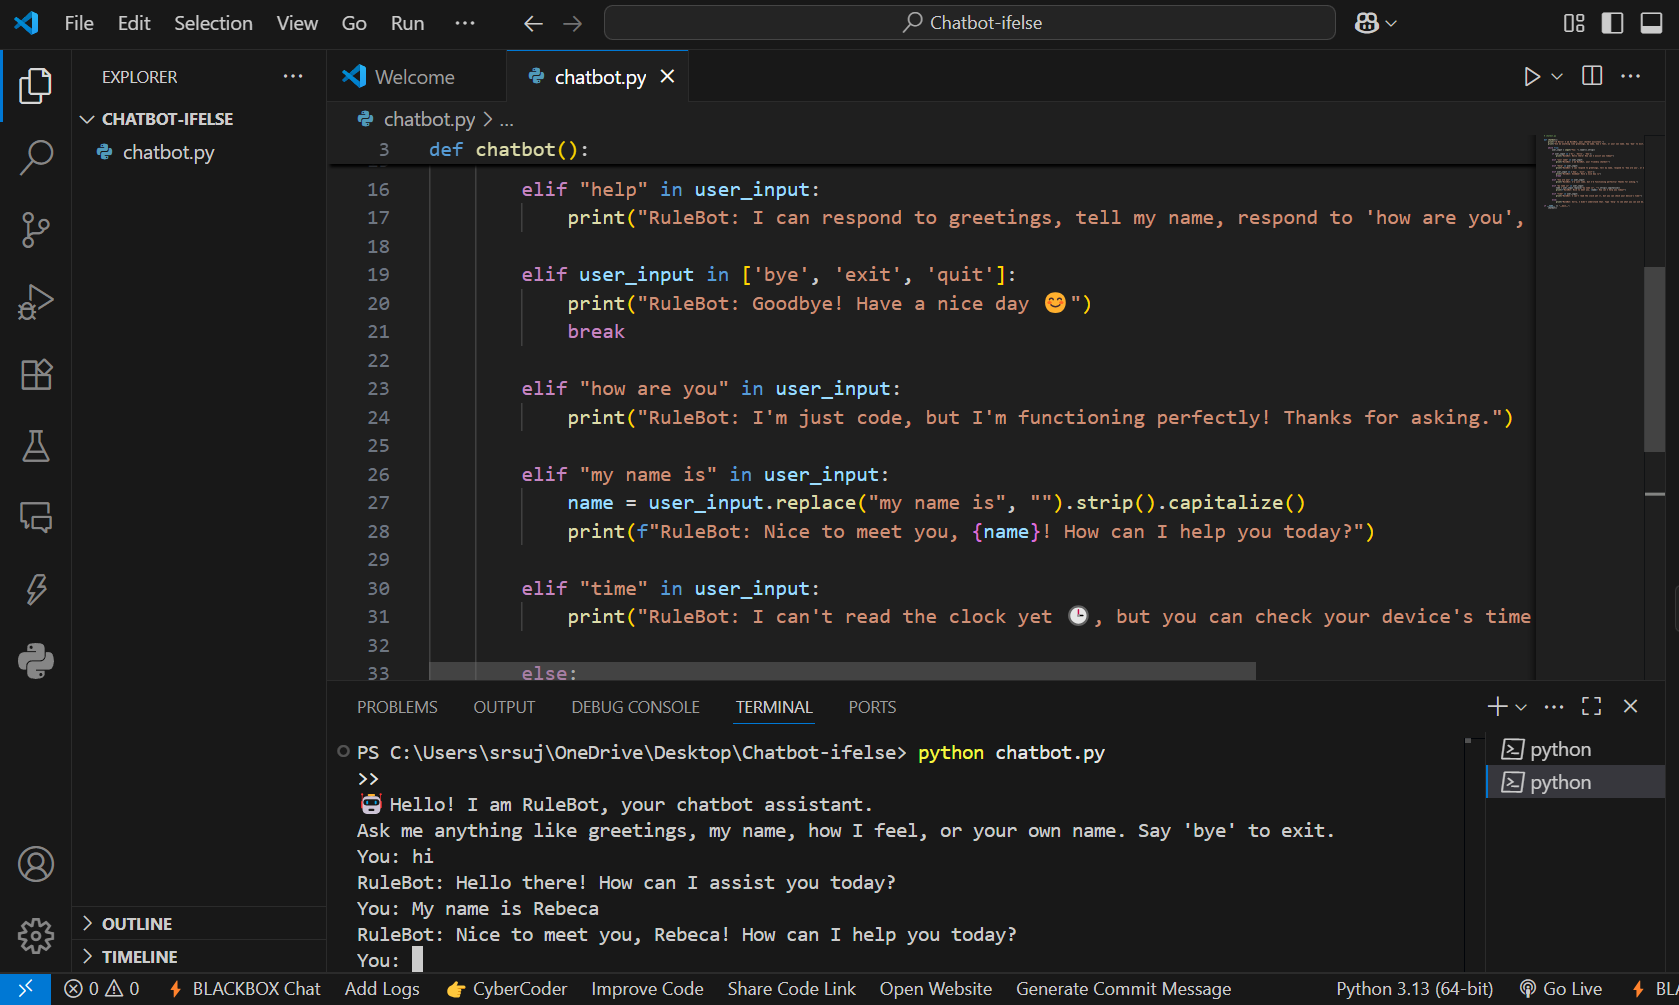 File Edit Selection View Go Run ··· Chatbot-ifelse
EXPLORER ···
CHATBOT-IFELSE
chatbot.py
Welcome chatbot.py
chatbot.py > ...
3 def chatbot():
16 elif "help" in user_input:
17 print("RuleBot: I can respond to greetings, tell my name, respond to 'how are you',
18
19 elif user_input in ['bye', 'exit', 'quit']:
20 print("RuleBot: Goodbye! Have a nice day 😊")
21 break
22
23 elif "how are you" in user_input:
24 print("RuleBot: I'm just code, but I'm functioning perfectly! Thanks for asking.")
25
26 elif "my name is" in user_input:
27 name = user_input.replace("my name is", "").strip().capitalize()
28 print(f"RuleBot: Nice to meet you, {name}! How can I help you today?")
29
30 elif "time" in user_input:
31 print("RuleBot: I can't read the clock yet 🕒, but you can check your device's time
32
33 else:
PROBLEMS OUTPUT DEBUG CONSOLE TERMINAL PORTS
PS C:\Users\srsuj\OneDrive\Desktop\Chatbot-ifelse> python chatbot.py
>>
🤖 Hello! I am RuleBot, your chatbot assistant.
Ask me anything like greetings, my name, how I feel, or your own name. Say 'bye' to exit.
You: hi
RuleBot: Hello there! How can I assist you today?
You: My name is Rebeca
RuleBot: Nice to meet you, Rebeca! How can I help you today?
You:
python
python
OUTLINE
TIMELINE
0 0 BLACKBOX Chat Add Logs 👉 CyberCoder Improve Code Share Code Link Open Website Generate Commit Message Python 3.13 (64-bit) Go Live BL